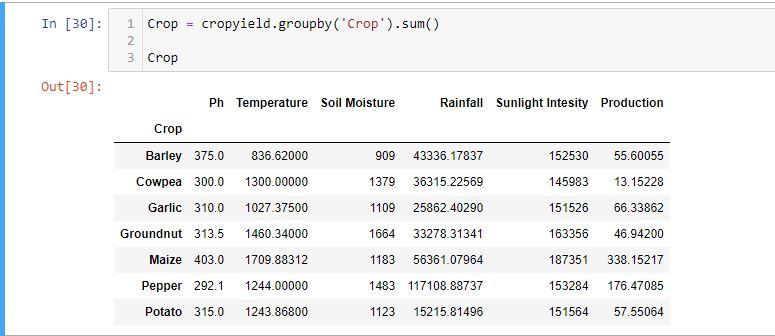 In [30]: 1 Crop = cropyield.groupby('Crop').sum()
2
3 Crop
Out[30]:
Ph Temperature Soil Moisture Rainfall Sunlight Intesity Production
Crop
Barley 375.0 836.62000 909 43336.17837 152530 55.60055
Cowpea 300.0 1300.00000 1379 36315.22569 145983 13.15228
Garlic 310.0 1027.37500 1109 25862.40290 151526 66.33862
Groundnut 313.5 1460.34000 1664 33278.31341 163356 46.94200
Maize 403.0 1709.88312 1183 56361.07964 187351 338.15217
Pepper 292.1 1244.00000 1483 117108.88737 153284 176.47085
Potato 315.0 1243.86800 1123 15215.81496 151564 57.55064